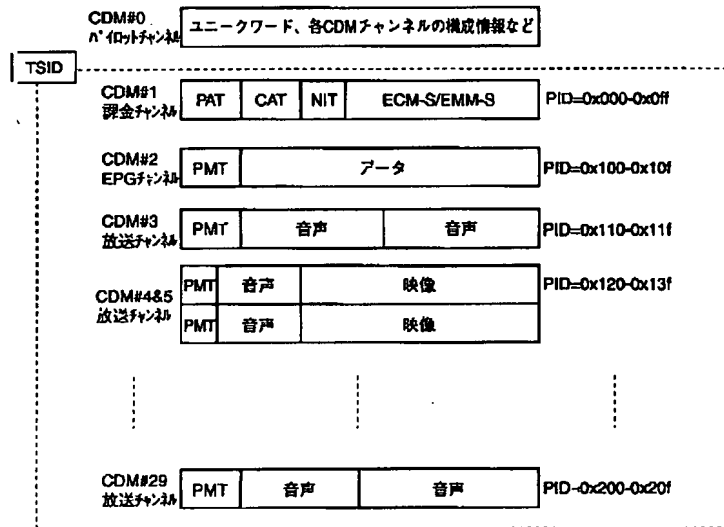 CDM#0
パイロットチャンネル
ユニークワード、各CDMチャンネルの構成情報など
TSID
CDM#1
課金チャンネル
PAT
CAT
NIT
ECM-S/EMM-S
PID=0x000-0x0ff
CDM#2
EPGチャンネル
PMT
データ
PID=0x100-0x10f
CDM#3
放送チャンネル
PMT
音声
音声
PID=0x110-0x11f
CDM#4&5
放送チャンネル
PMT
音声
映像
PID=0x120-0x13f
PMT
音声
映像
CDM#29
放送チャンネル
PMT
音声
音声
PID-0x200-0x20f